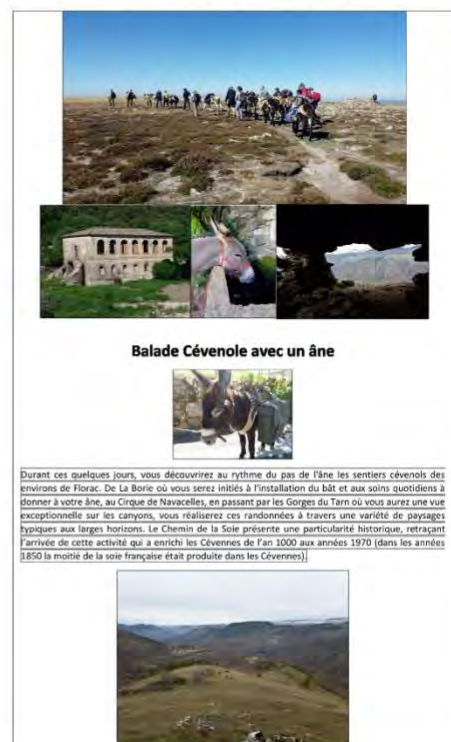 Balade Cévenole avec un âne
Durant ces quelques jours, vous découvrirez au rythme du pas de l'âne les sentiers cévenols des
environs de Florac. De La Borie où vous serez initiés à l'installation du bât et aux soins quotidiens à
donner à votre âne, au Cirque de Navacelles, en passant par les Gorges du Tarn où vous aurez une vue
exceptionnelle sur les canyons, vous réaliserez ces randonnées à travers une variété de paysages
typiques aux larges horizons. Le Chemin de la Soie présente une particularité historique, retraçant
l'arrivée de cette activité qui a enrichi les Cévennes de l'an 1000 aux années 1970 (dans les années
1850 la moitié de la soie française était produite dans les Cévennes).